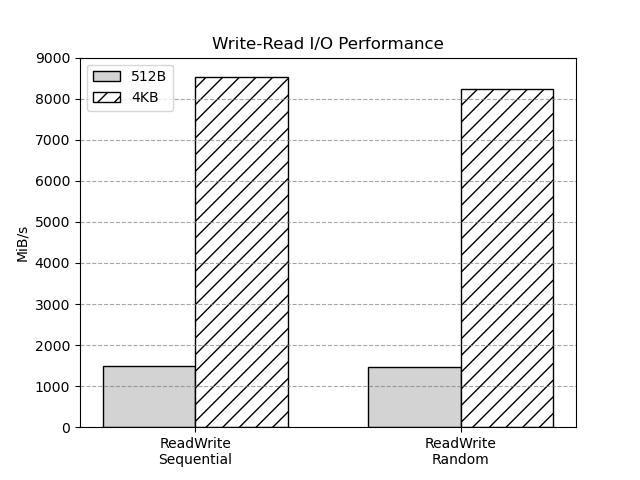 Write-Read I/O Performance
512B
4KB
9000
8000
7000
6000
5000
4000
3000
2000
1000
0
MiB/s
ReadWrite
Sequential
ReadWrite
Random